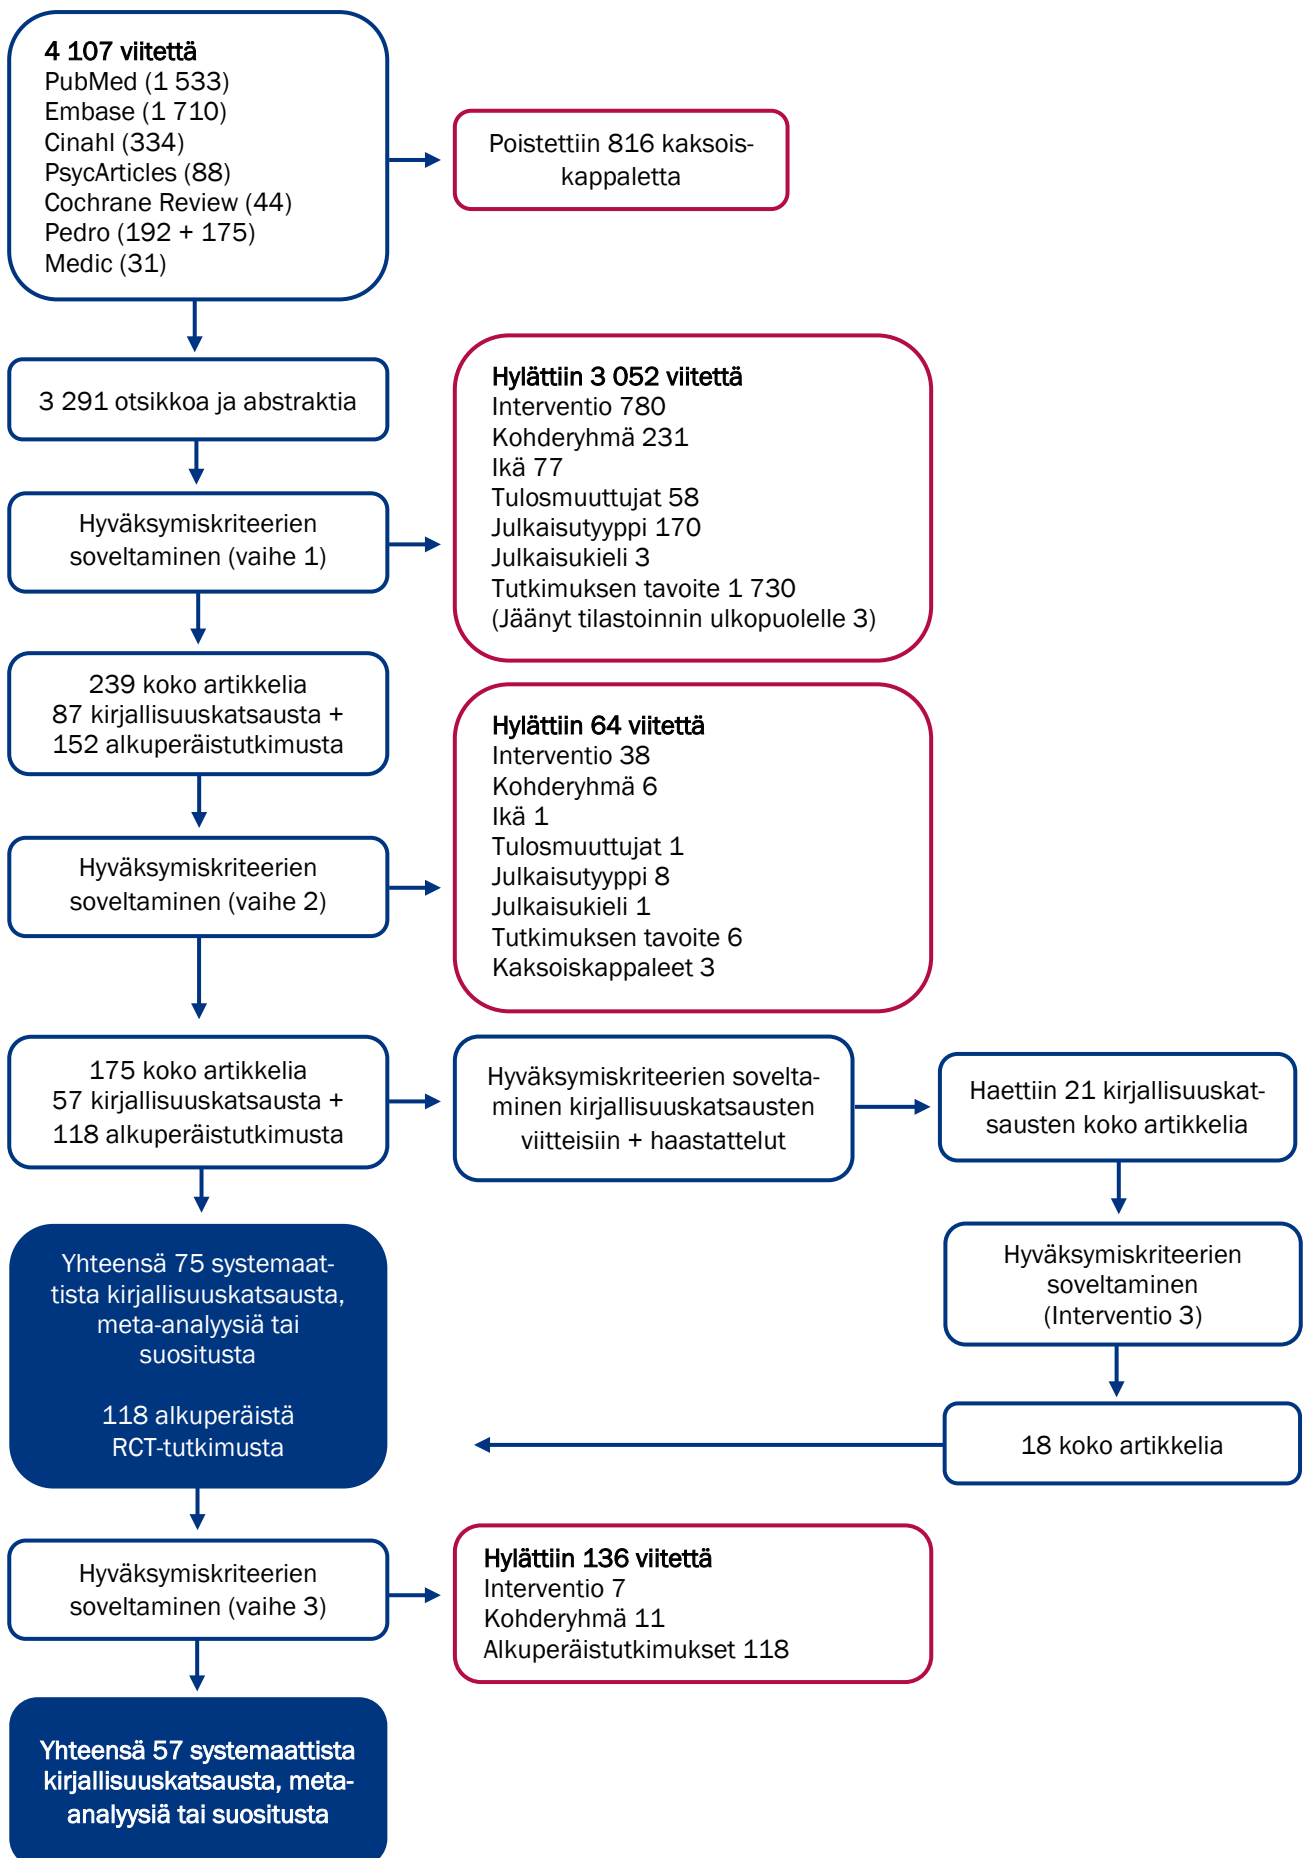 4 107 viitettä
PubMed (1 533)
Embase (1 710)
Cinahl (334)
PsycArticles (88)
Cochrane Review (44)
Pedro (192 + 175)
Medic (31)
Poistettiin 816 kaksois-
kappaletta
3 291 otsikkoa ja abstraktia
Hyväksymiskriteerien
soveltaminen (vaihe 1)
Hylättiin 3 052 viitettä
Interventio 780
Kohderyhmä 231
Ikä 77
Tulosmuuttujat 58
Julkaisutyyppi 170
Julkaisukieli 3
Tutkimuksen tavoite 1 730
(Jäänyt tilastoinnin ulkopuolelle 3)
239 koko artikkelia
87 kirjallisuuskatsausta +
152 alkuperäistutkimusta
Hyväksymiskriteerien
soveltaminen (vaihe 2)
Hylättiin 64 viitettä
Interventio 38
Kohderyhmä 6
Ikä 1
Tulosmuuttujat 1
Julkaisutyyppi 8
Julkaisukieli 1
Tutkimuksen tavoite 6
Kaksoiskappaleet 3
175 koko artikkelia
57 kirjallisuuskatsausta +
118 alkuperäistutkimusta
Hyväksymiskriteerien sovelta-
minen kirjallisuuskatsausten
viitteisiin + haastattelut
Haettiin 21 kirjallisuuskat-
sausten koko artikkelia
Hyväksymiskriteerien
soveltaminen
(Interventio 3)
18 koko artikkelia
Yhteensä 75 systemaat-
tista kirjallisuuskatsausta,
meta-analyysiä tai
suositusta
118 alkuperäistä
RCT-tutkimusta
Hyväksymiskriteerien
soveltaminen (vaihe 3)
Hylättiin 136 viitettä
Interventio 7
Kohderyhmä 11
Alkuperäistutkimukset 118
Yhteensä 57 systemaattista
kirjallisuuskatsausta, meta-
analyysiä tai suositusta